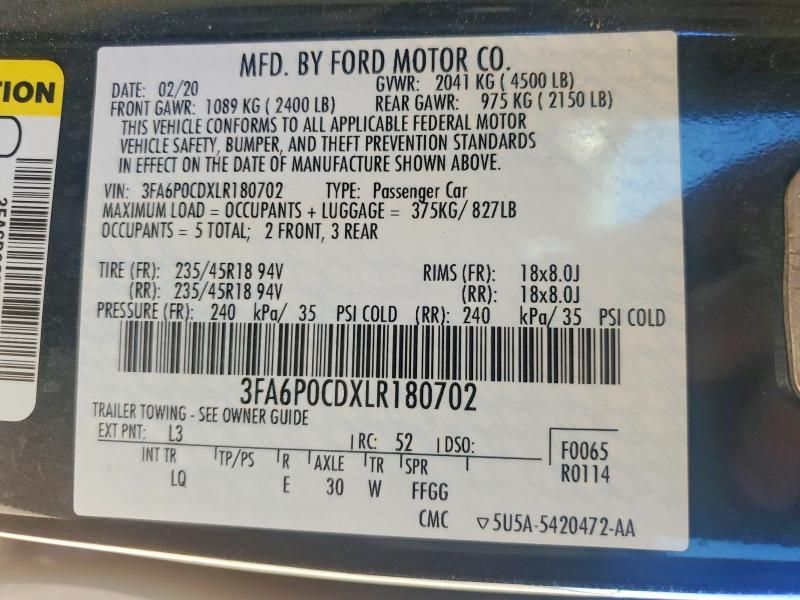 MFD. BY FORD MOTOR CO.
DATE: 02/20 GVWR: 2041 KG ( 4500 LB)
FRONT GAWR: 1089 KG ( 2400 LB) REAR GAWR: 975 KG ( 2150 LB)
THIS VEHICLE CONFORMS TO ALL APPLICABLE FEDERAL MOTOR
VEHICLE SAFETY, BUMPER, AND THEFT PREVENTION STANDARDS
IN EFFECT ON THE DATE OF MANUFACTURE SHOWN ABOVE.
VIN: 3FA6P0CDXLR180702 TYPE: Passenger Car
MAXIMUM LOAD = OCCUPANTS + LUGGAGE = 375KG/ 827LB
OCCUPANTS = 5 TOTAL; 2 FRONT, 3 REAR
TIRE (FR): 235/45R18 94V RIMS (FR): 18x8.0J
(RR): 235/45R18 94V (RR): 18x8.0J
PRESSURE (FR): 240 kPa/ 35 PSI COLD (RR): 240 kPa/ 35 PSI COLD
3FA6P0CDXLR180702
TRAILER TOWING - SEE OWNER GUIDE
EXT PNT: L3 RC: 52 DSO: F0065
INT TR TP/PS R AXLE TR SPR R0114
LQ E 30 W FFGG
CMC ▽5U5A-5420472-AA
TION